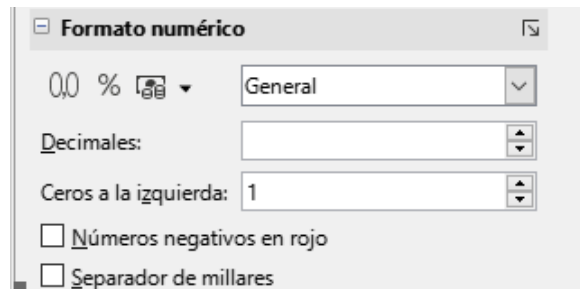 Formato numérico
0,0 % General
Decimales:
Ceros a la izquierda: 1
Números negativos en rojo
Separador de millares